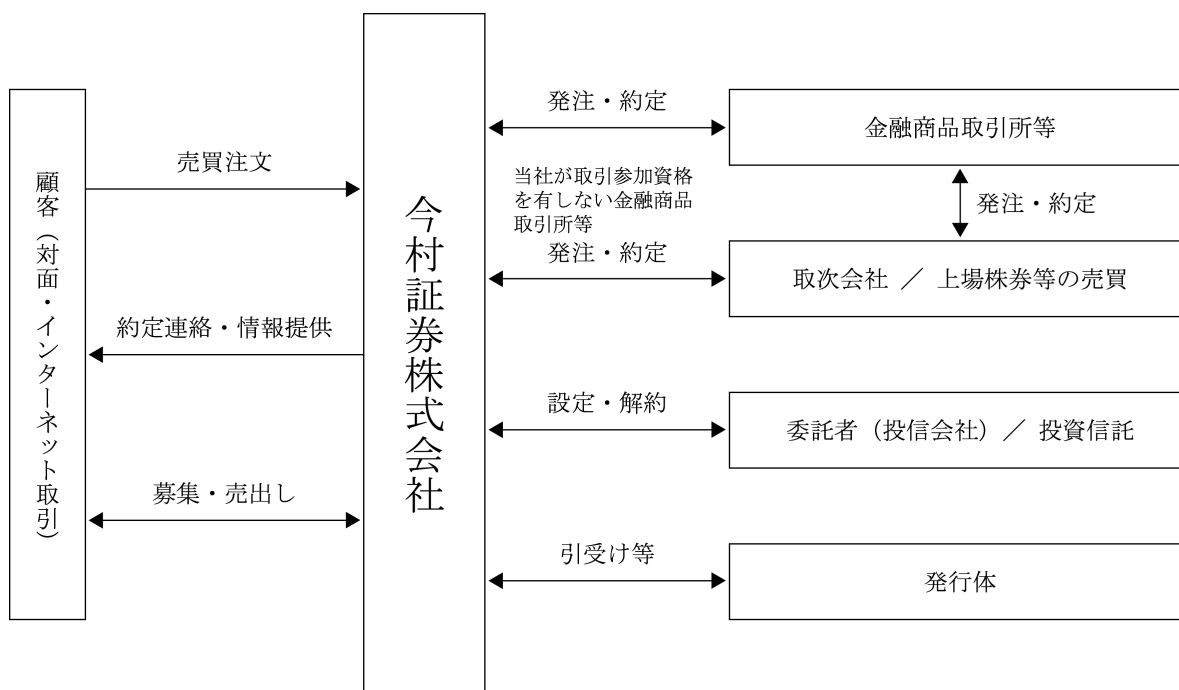 顧客（対面・インターネット取引）
売買注文
約定連絡・情報提供
募集・売出し
今村証券株式会社
発注・約定
当社が取引参加資格
を有しない金融商品
取引所等
発注・約定
設定・解約
引受け等
金融商品取引所等
発注・約定
取次会社 ／ 上場株券等の売買
委託者（投信会社）／ 投資信託
発行体